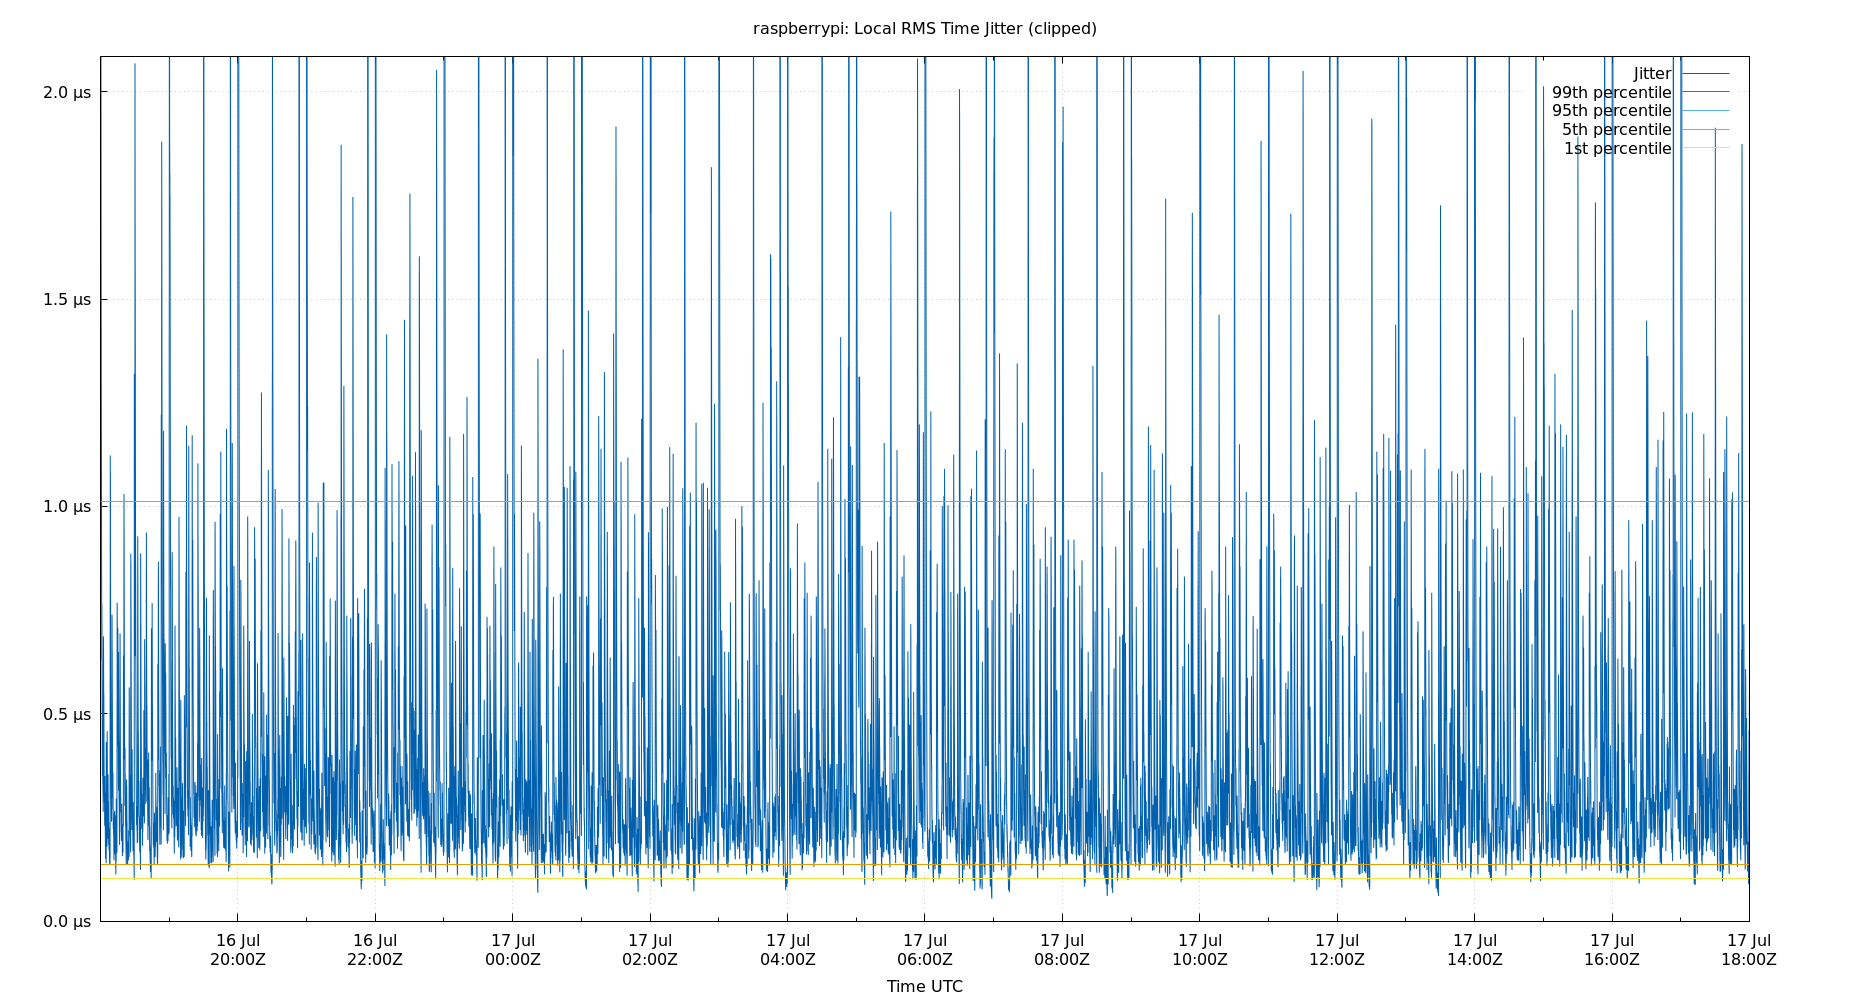 raspberrypi: Local RMS Time Jitter (clipped)
2.0 µs
1.5 µs
1.0 µs
0.5 µs
0.0 µs
Jitter
99th percentile
95th percentile
5th percentile
1st percentile
16 Jul 16 Jul 17 Jul 17 Jul 17 Jul 17 Jul 17 Jul 17 Jul 17 Jul 17 Jul 17 Jul 17 Jul
20:00Z 22:00Z 00:00Z 02:00Z 04:00Z 06:00Z 08:00Z 10:00Z 12:00Z 14:00Z 16:00Z 18:00Z
Time UTC